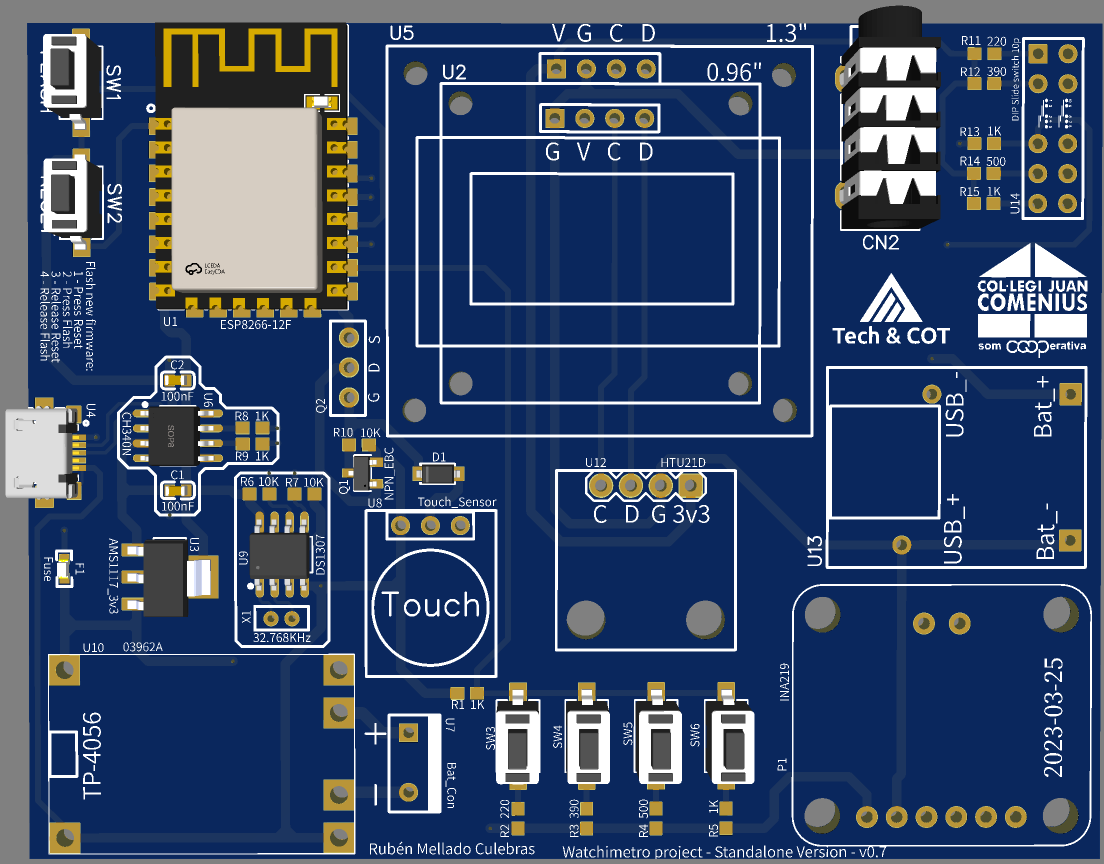 U5
V G C D
1.3"
U2
0.96"
G V C D
SW1
SW2
Flash new firmware:
1 - Press Reset
2 - Press Flash
3 - Release Reset
4 - Release Flash
LCEDA
EasyEDA
U1
ESP8266-12F
CN2
R11 220
R12 390
R13 1K
R14 500
R15 1K
DIP Slide switch 10p
U14
Tech & COT
COL·LEGI JUAN
COMENIUS
som COOPerativa
S
D
G
Q2
C2
100nF
U6
CH340N
SOP8
R8 1K
R9 1K
C1
100nF
U4
R10 10K
Q1
NPN_EBC
D1
R6 10K R7 10K
U9
DS1307
X1
32.768KHz
U8
Touch_Sensor
Touch
U12
HTU21D
C D G 3v3
USB_-
Bat_+
USB_+
Bat_-
U13
F1
Fuse
U3
AMS1117_3v3
U10 03962A
TP-4056
+
-
U7
Bat_Con
R1 1K
SW3
SW4
SW5
SW6
R2 220
R3 390
R4 500
R5 1K
INA219
P1
2023-03-25
Rubén Mellado Culebras
Watchimetro project - Standalone Version - v0.7